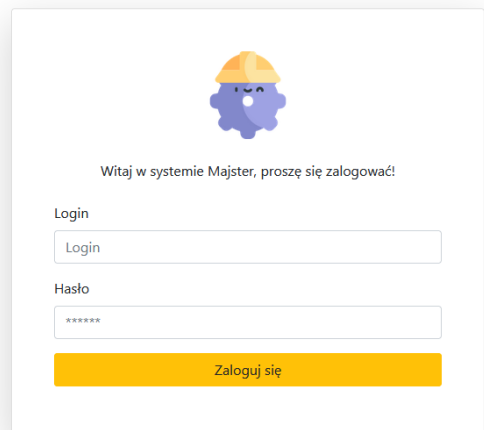 Witaj w systemie Majster, proszę się zalogować!
Login
Login
Hasło
******
Zaloguj się